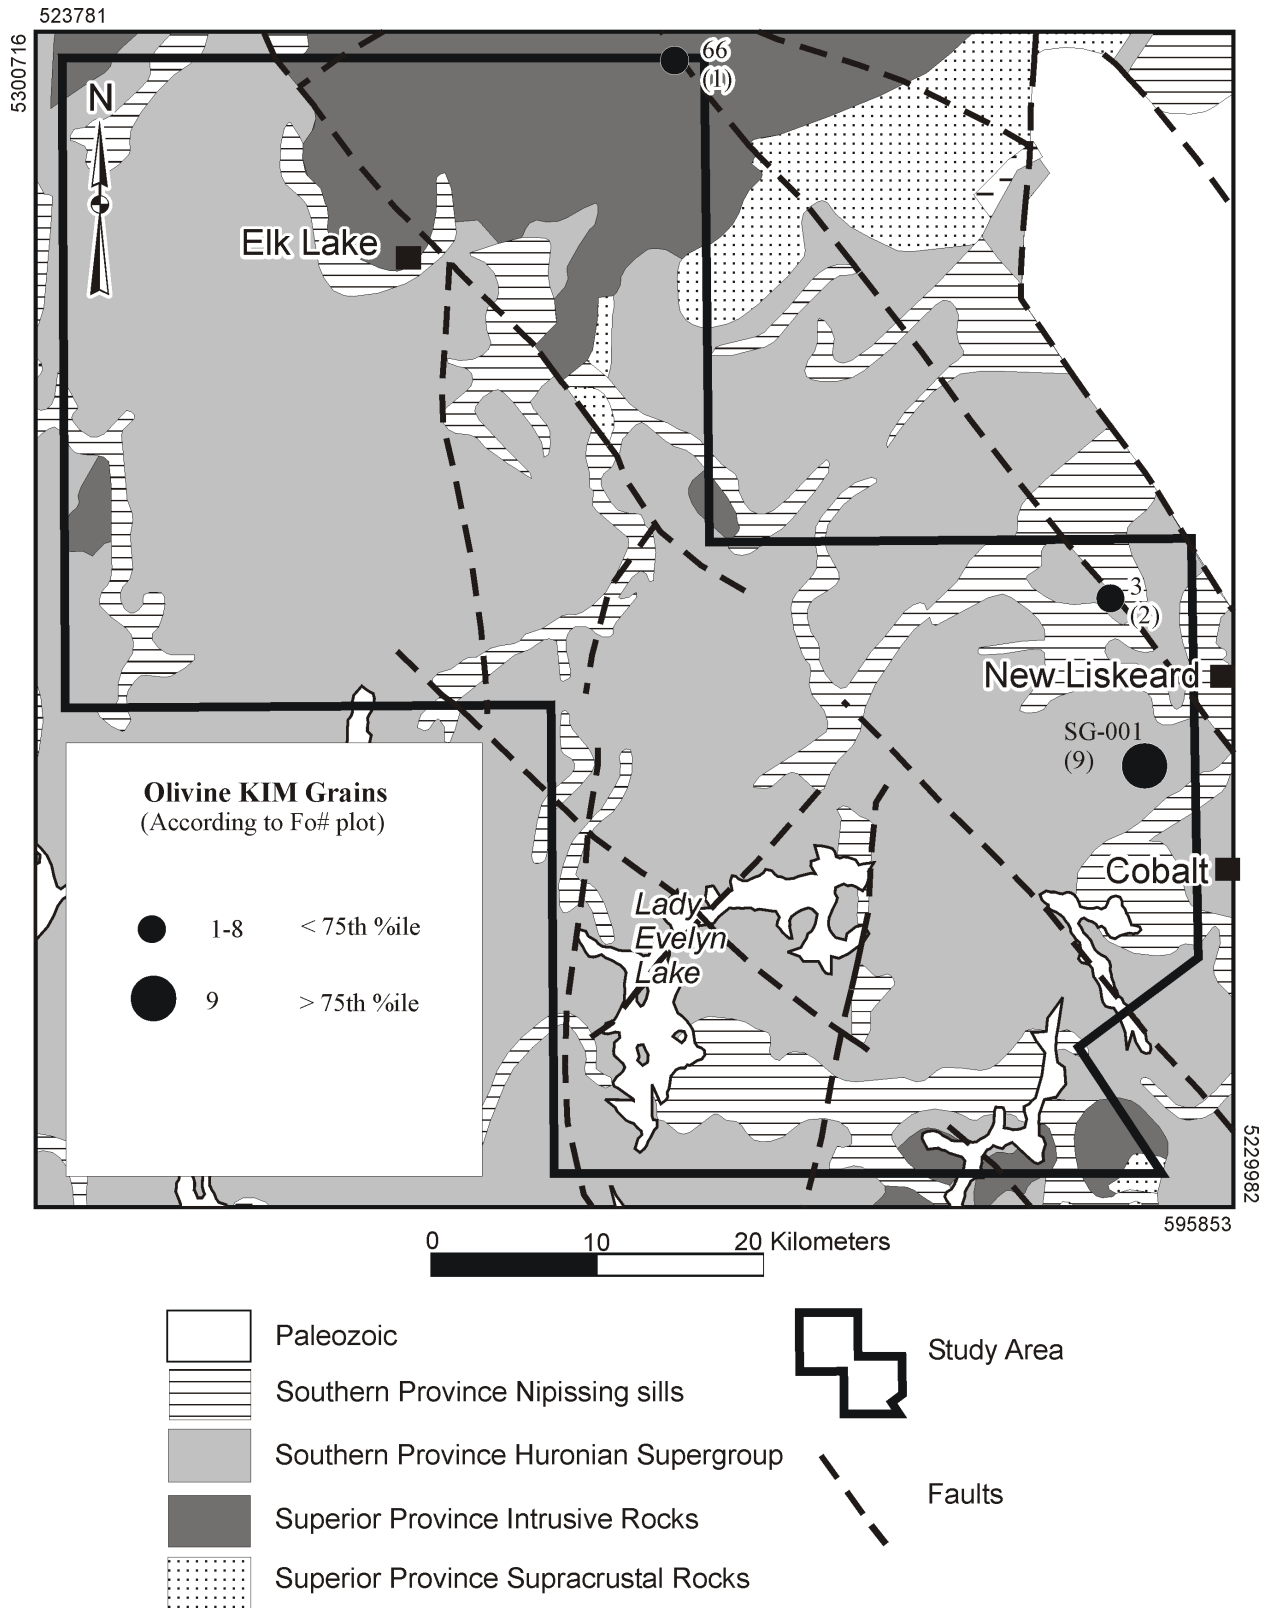 523781
5300716
66
(1)
N
Elk Lake
3
(2)
New Liskeard
SG-001
(9)
Cobalt
Lady
Evelyn
Lake
Olivine KIM Grains
(According to Fo# plot)
1-8 < 75th %ile
9 > 75th %ile
5229982
595853
0 10 20 Kilometers
Paleozoic
Southern Province Nipissing sills
Study Area
Southern Province Huronian Supergroup
Faults
Superior Province Intrusive Rocks
Superior Province Supracrustal Rocks